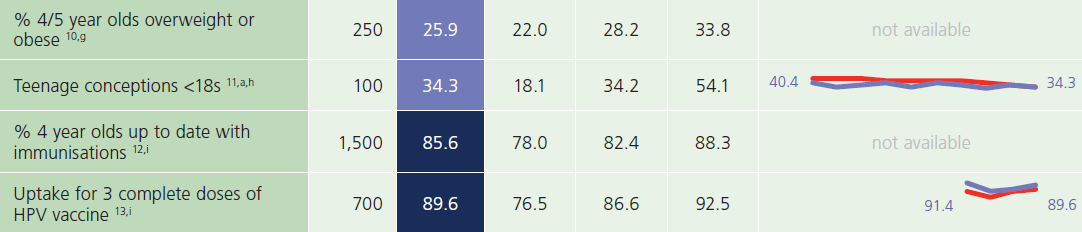 % 4/5 year olds overweight or
obese 10,g
250 25.9 22.0 28.2 33.8 not available
Teenage conceptions <18s 11,a,h 100 34.3 18.1 34.2 54.1 40.4 34.3
% 4 year olds up to date with
immunisations 12,i
1,500 85.6 78.0 82.4 88.3 not available
Uptake for 3 complete doses of
HPV vaccine 13,i
700 89.6 76.5 86.6 92.5 91.4 89.6